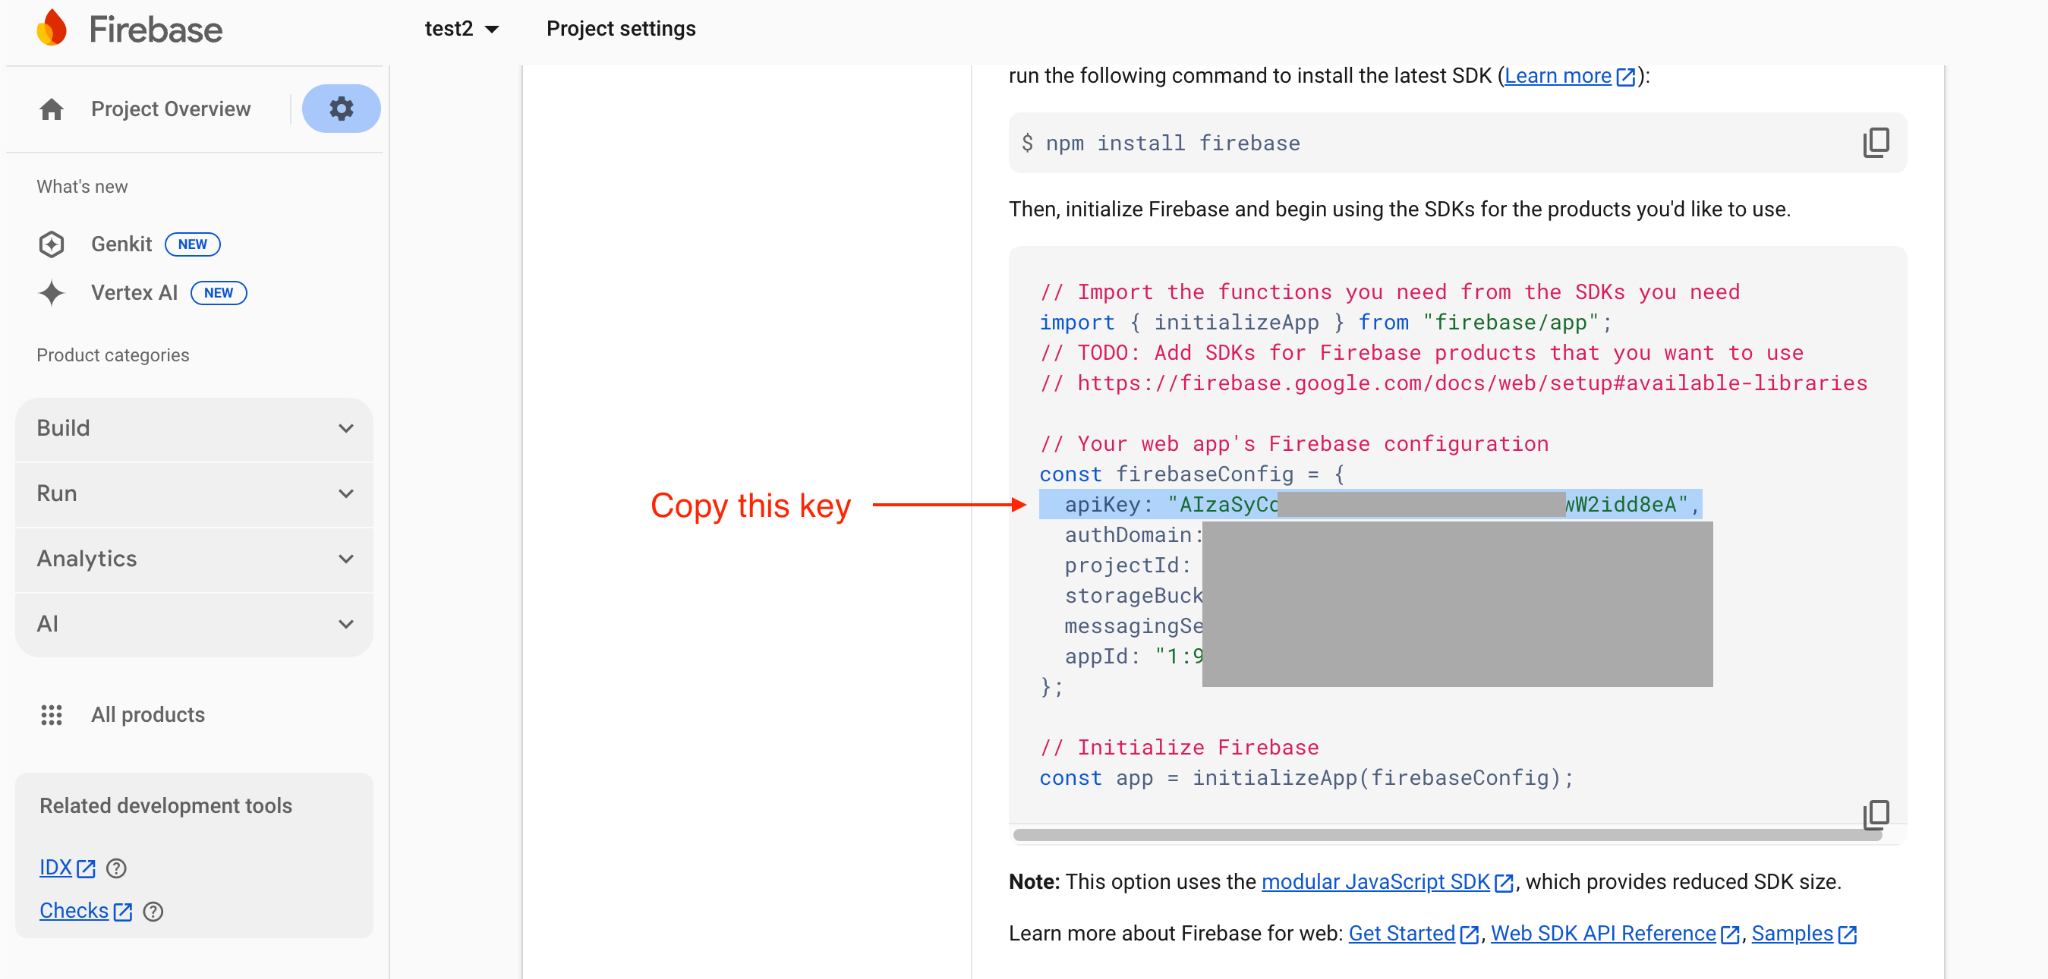 Firebase
test2
Project settings
Project Overview
What's new
Genkit NEW
Vertex AI NEW
Product categories
Build
Run
Analytics
AI
All products
Related development tools
IDX
Checks
run the following command to install the latest SDK (Learn more):
$ npm install firebase
Then, initialize Firebase and begin using the SDKs for the products you'd like to use.
// Import the functions you need from the SDKs you need
import { initializeApp } from "firebase/app";
// TODO: Add SDKs for Firebase products that you want to use
// https://firebase.google.com/docs/web/setup#available-libraries
// Your web app's Firebase configuration
const firebaseConfig = {
Copy this key
apiKey: "AIzaSyCc wW2idd8eA",
authDomain:
projectId:
storageBuck
messagingSe
appId: "1:9
};
// Initialize Firebase
const app = initializeApp(firebaseConfig);
Note: This option uses the modular JavaScript SDK, which provides reduced SDK size.
Learn more about Firebase for web: Get Started, Web SDK API Reference, Samples